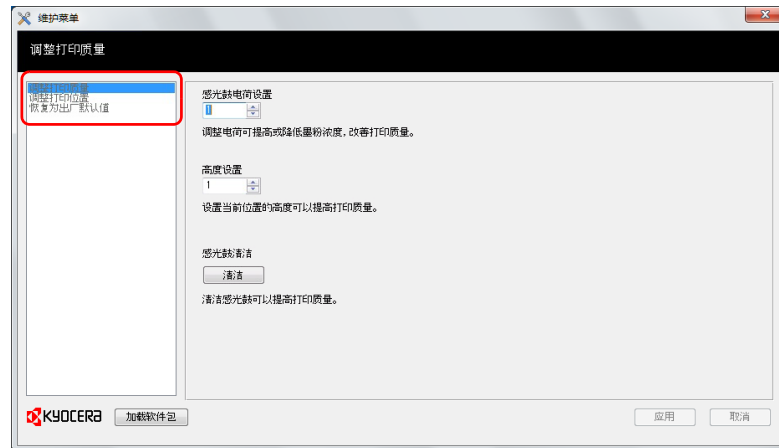 维护菜单
调整打印质量
调整打印质量
调整打印位置
恢复为出厂默认值
感光鼓电荷设置
1
调整电荷可提高或降低墨粉浓度，改善打印质量。
高度设置
1
设置当前位置的高度可以提高打印质量。
感光鼓清洁
清洁
清洁感光鼓可以提高打印质量。
KYOCERA 加载软件包 应用 取消